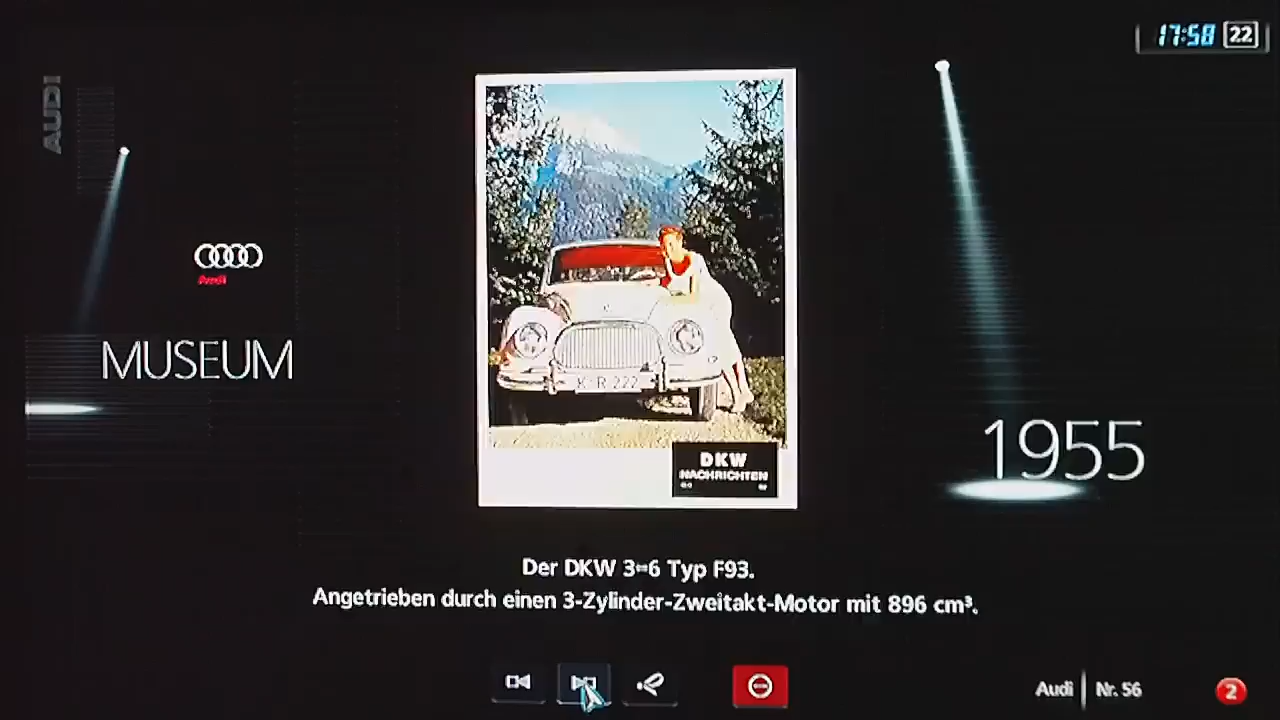 17:58 22
AUDI
Audi
MUSEUM
K R 222
DKW
NACHRICHTEN
1955
Der DKW 3=6 Typ F93.
Angetrieben durch einen 3-Zylinder-Zweitakt-Motor mit 896 cm³.
Audi | Nr. 56
2